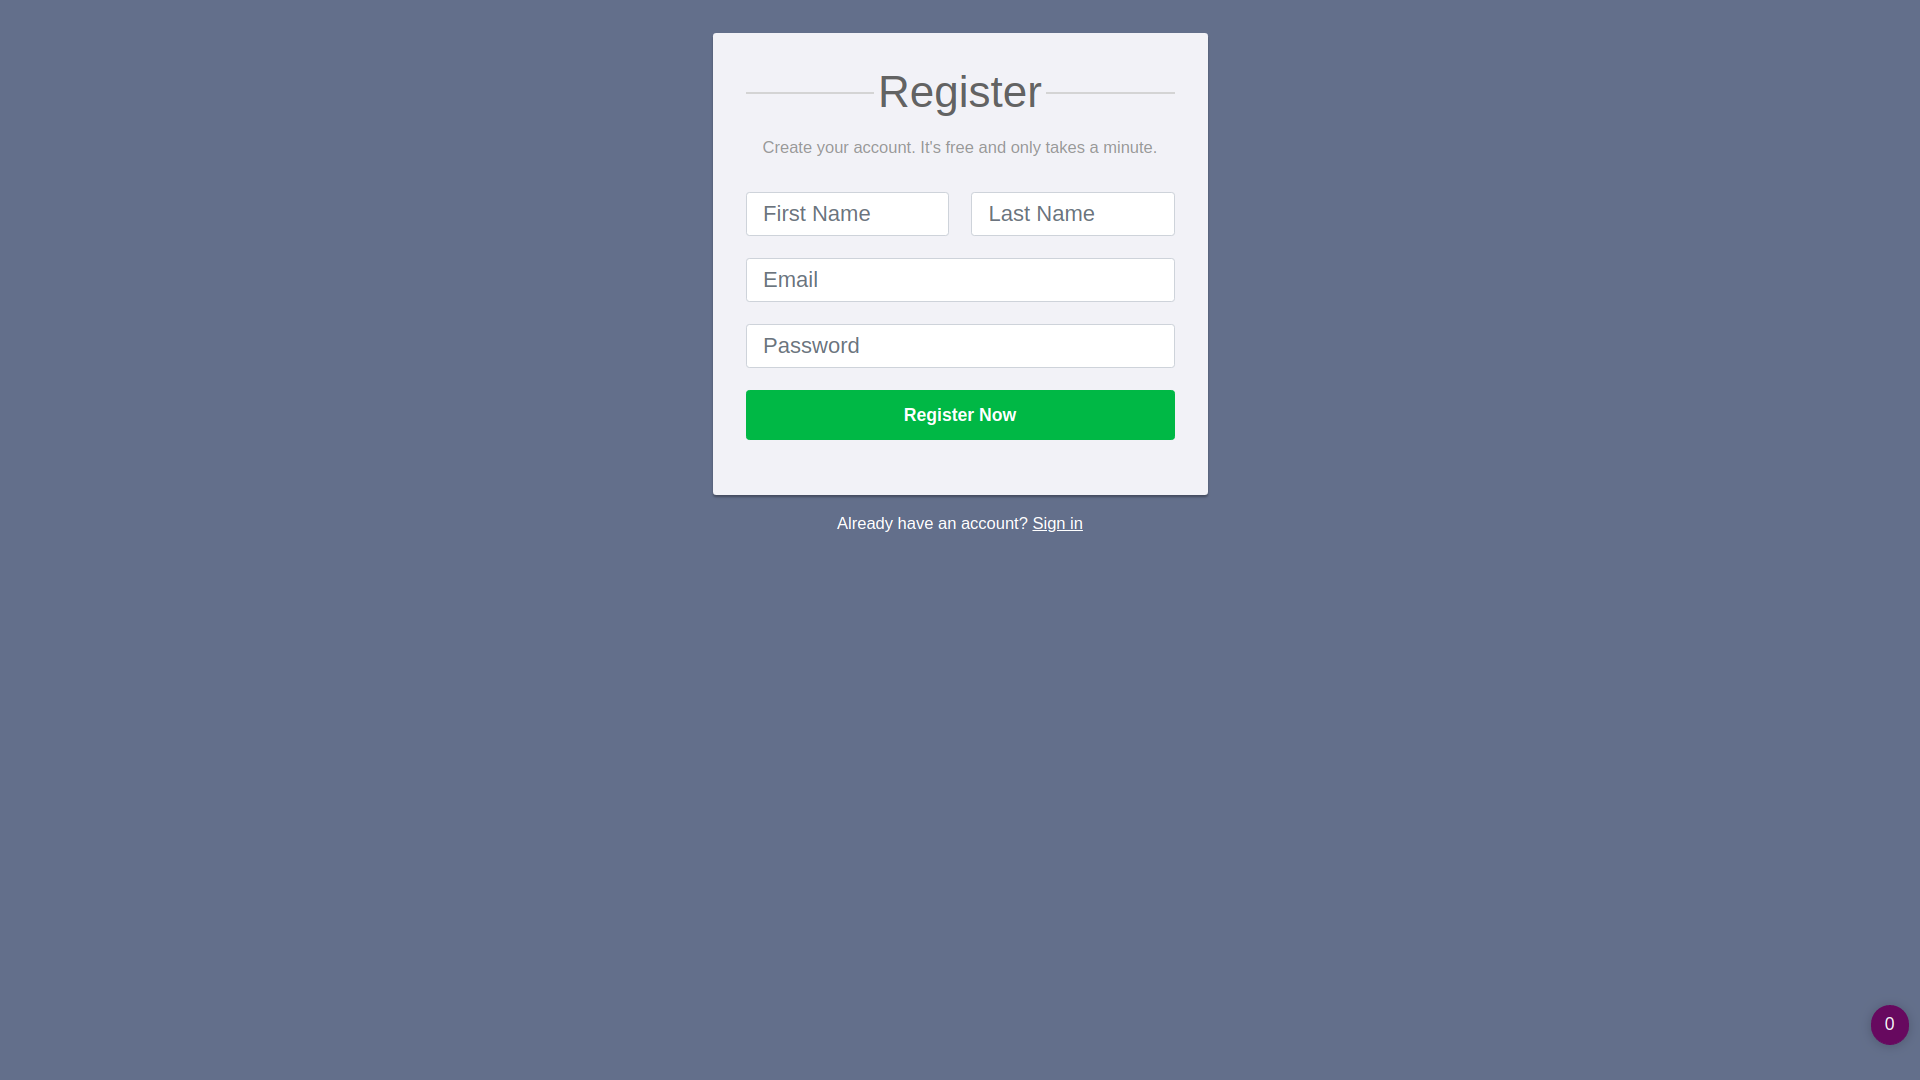 Register
Create your account. It's free and only takes a minute.
First Name Last Name
Email
Password
Register Now
Already have an account? Sign in
0